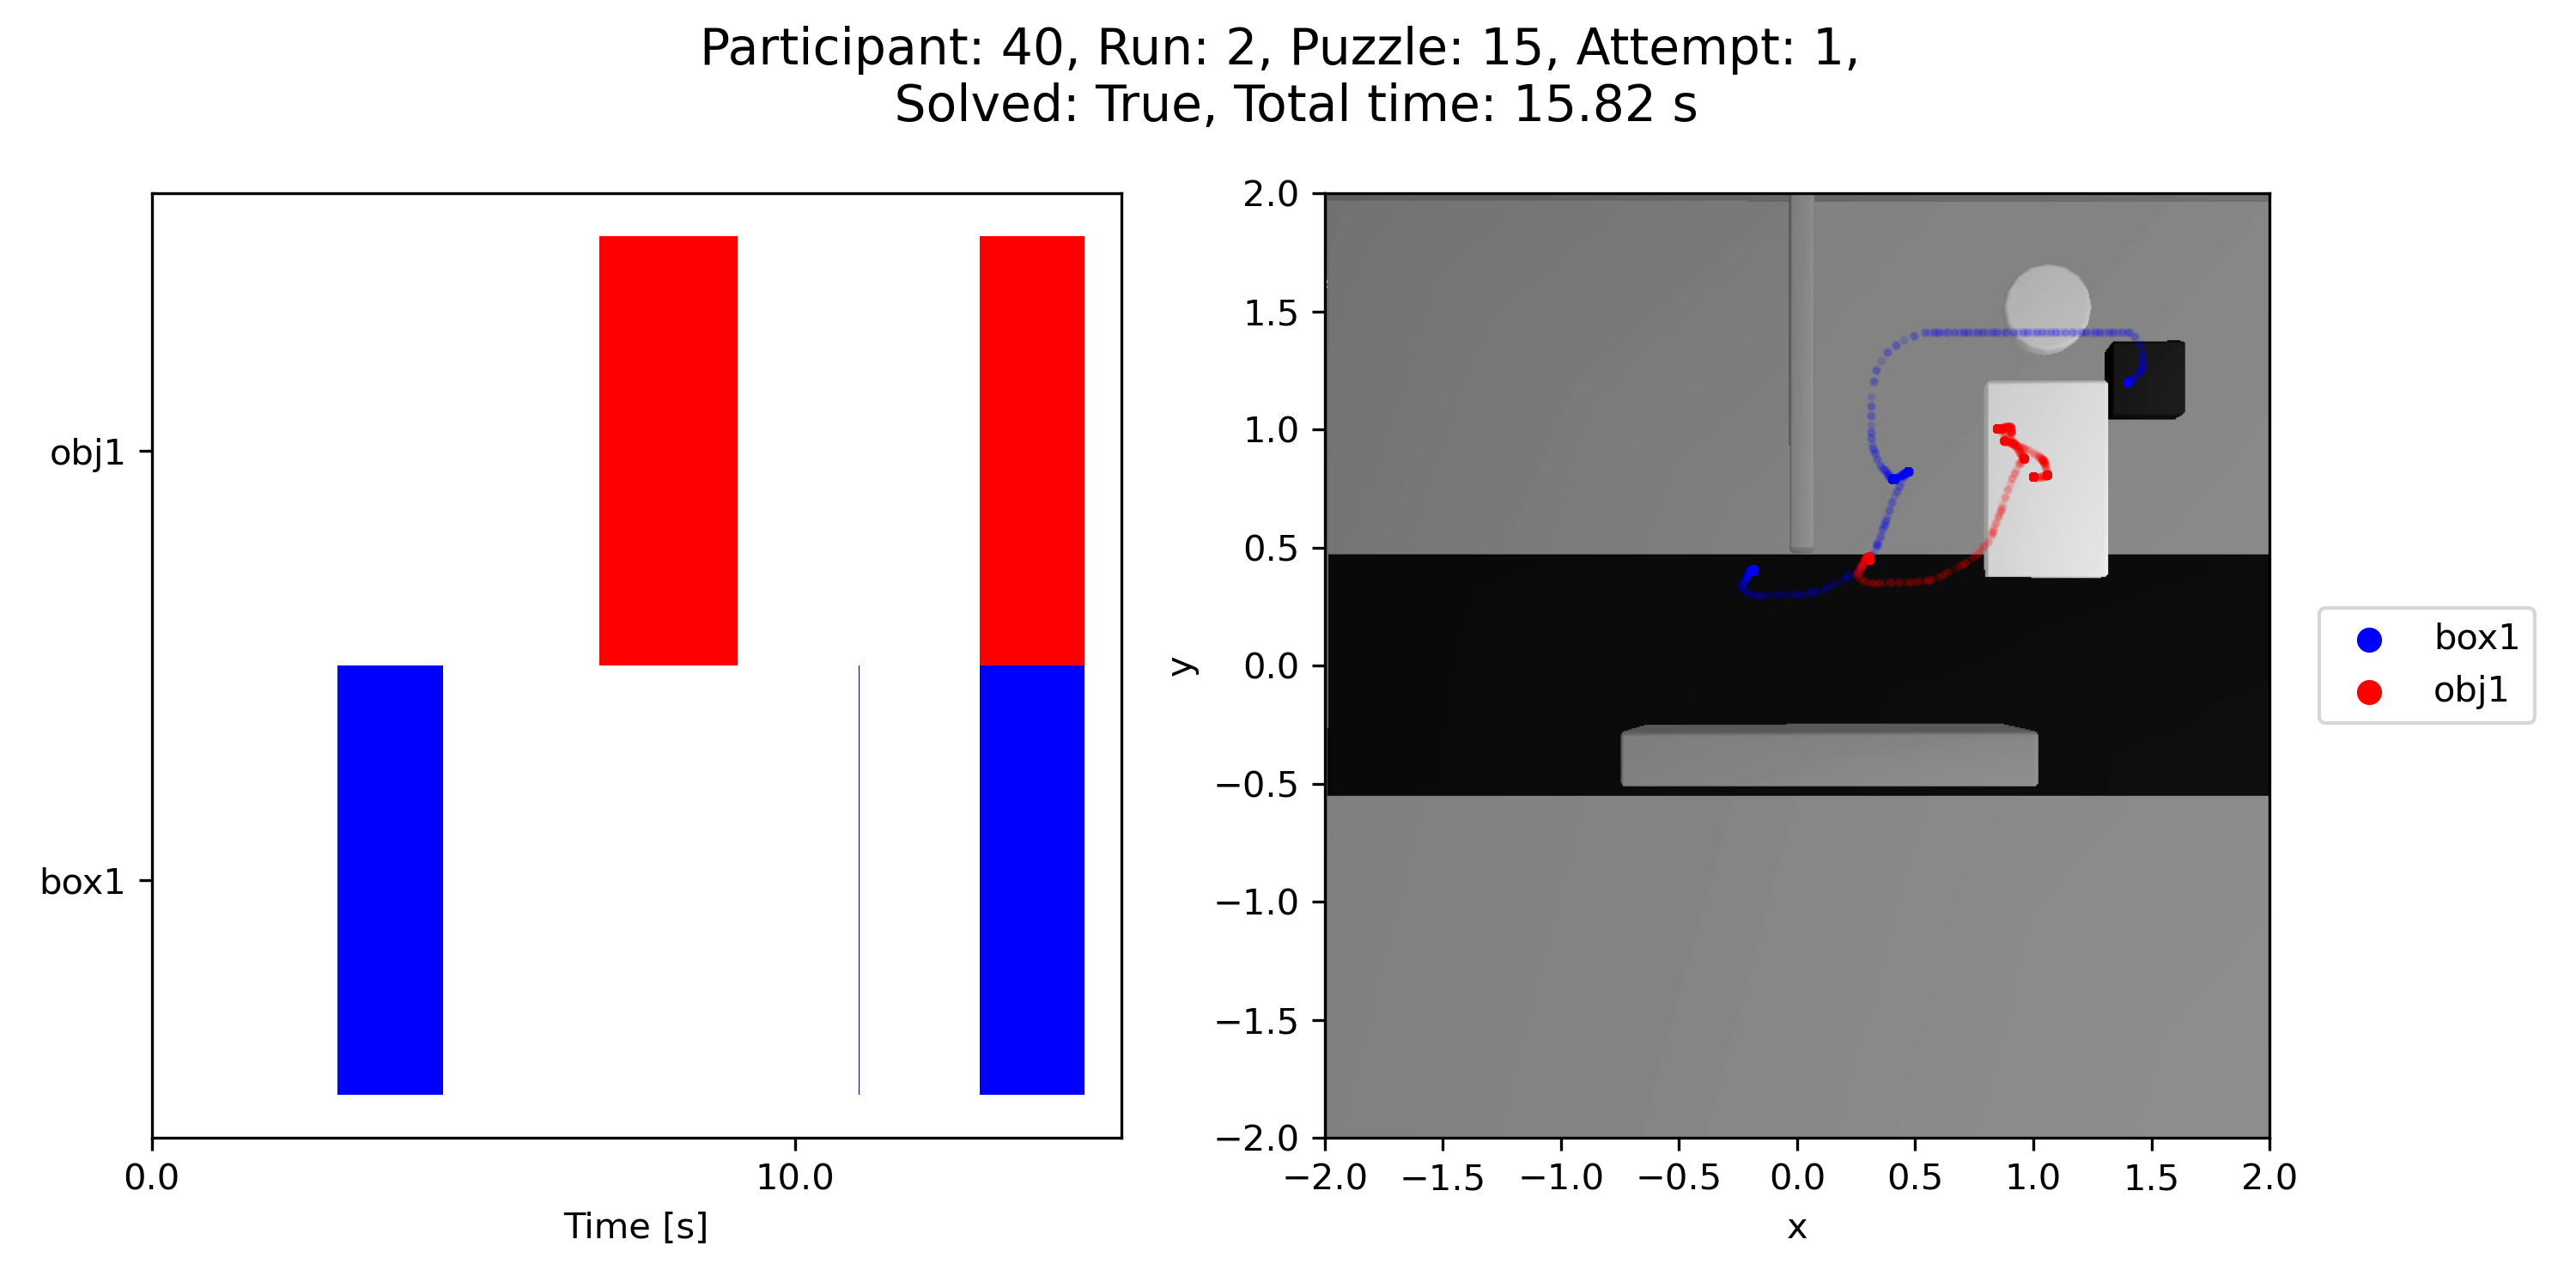 Participant: 40, Run: 2, Puzzle: 15, Attempt: 1,
Solved: True, Total time: 15.82 s
obj1
box1
0.0
10.0
Time [s]
2.0
1.5
1.0
0.5
0.0
−0.5
−1.0
−1.5
−2.0
y
−2.0
−1.5
−1.0
−0.5
0.0
0.5
1.0
1.5
2.0
x
box1
obj1